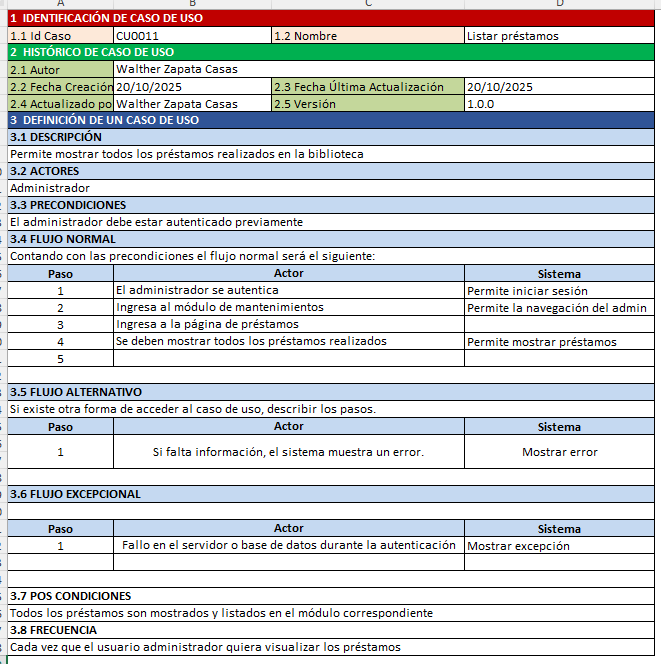 A B C D
1 IDENTIFICACIÓN DE CASO DE USO
1.1 Id Caso CU0011 1.2 Nombre Listar préstamos
2 HISTÓRICO DE CASO DE USO
2.1 Autor Walther Zapata Casas
2.2 Fecha Creación 20/10/2025 2.3 Fecha Última Actualización 20/10/2025
2.4 Actualizado po Walther Zapata Casas 2.5 Versión 1.0.0
3 DEFINICIÓN DE UN CASO DE USO
3.1 DESCRIPCIÓN
Permite mostrar todos los préstamos realizados en la biblioteca
3.2 ACTORES
Administrador
3.3 PRECONDICIONES
El administrador debe estar autenticado previamente
3.4 FLUJO NORMAL
Contando con las precondiciones el flujo normal será el siguiente:
Paso Actor Sistema
1 El administrador se autentica Permite iniciar sesión
2 Ingresa al módulo de mantenimientos Permite la navegación del admin
3 Ingresa a la página de préstamos
4 Se deben mostrar todos los préstamos realizados Permite mostrar préstamos
5
3.5 FLUJO ALTERNATIVO
Si existe otra forma de acceder al caso de uso, describir los pasos.
Paso Actor Sistema
1 Si falta información, el sistema muestra un error. Mostrar error
3.6 FLUJO EXCEPCIONAL
Paso Actor Sistema
1 Fallo en el servidor o base de datos durante la autenticación Mostrar excepción
3.7 POS CONDICIONES
Todos los préstamos son mostrados y listados en el módulo correspondiente
3.8 FRECUENCIA
Cada vez que el usuario administrador quiera visualizar los préstamos